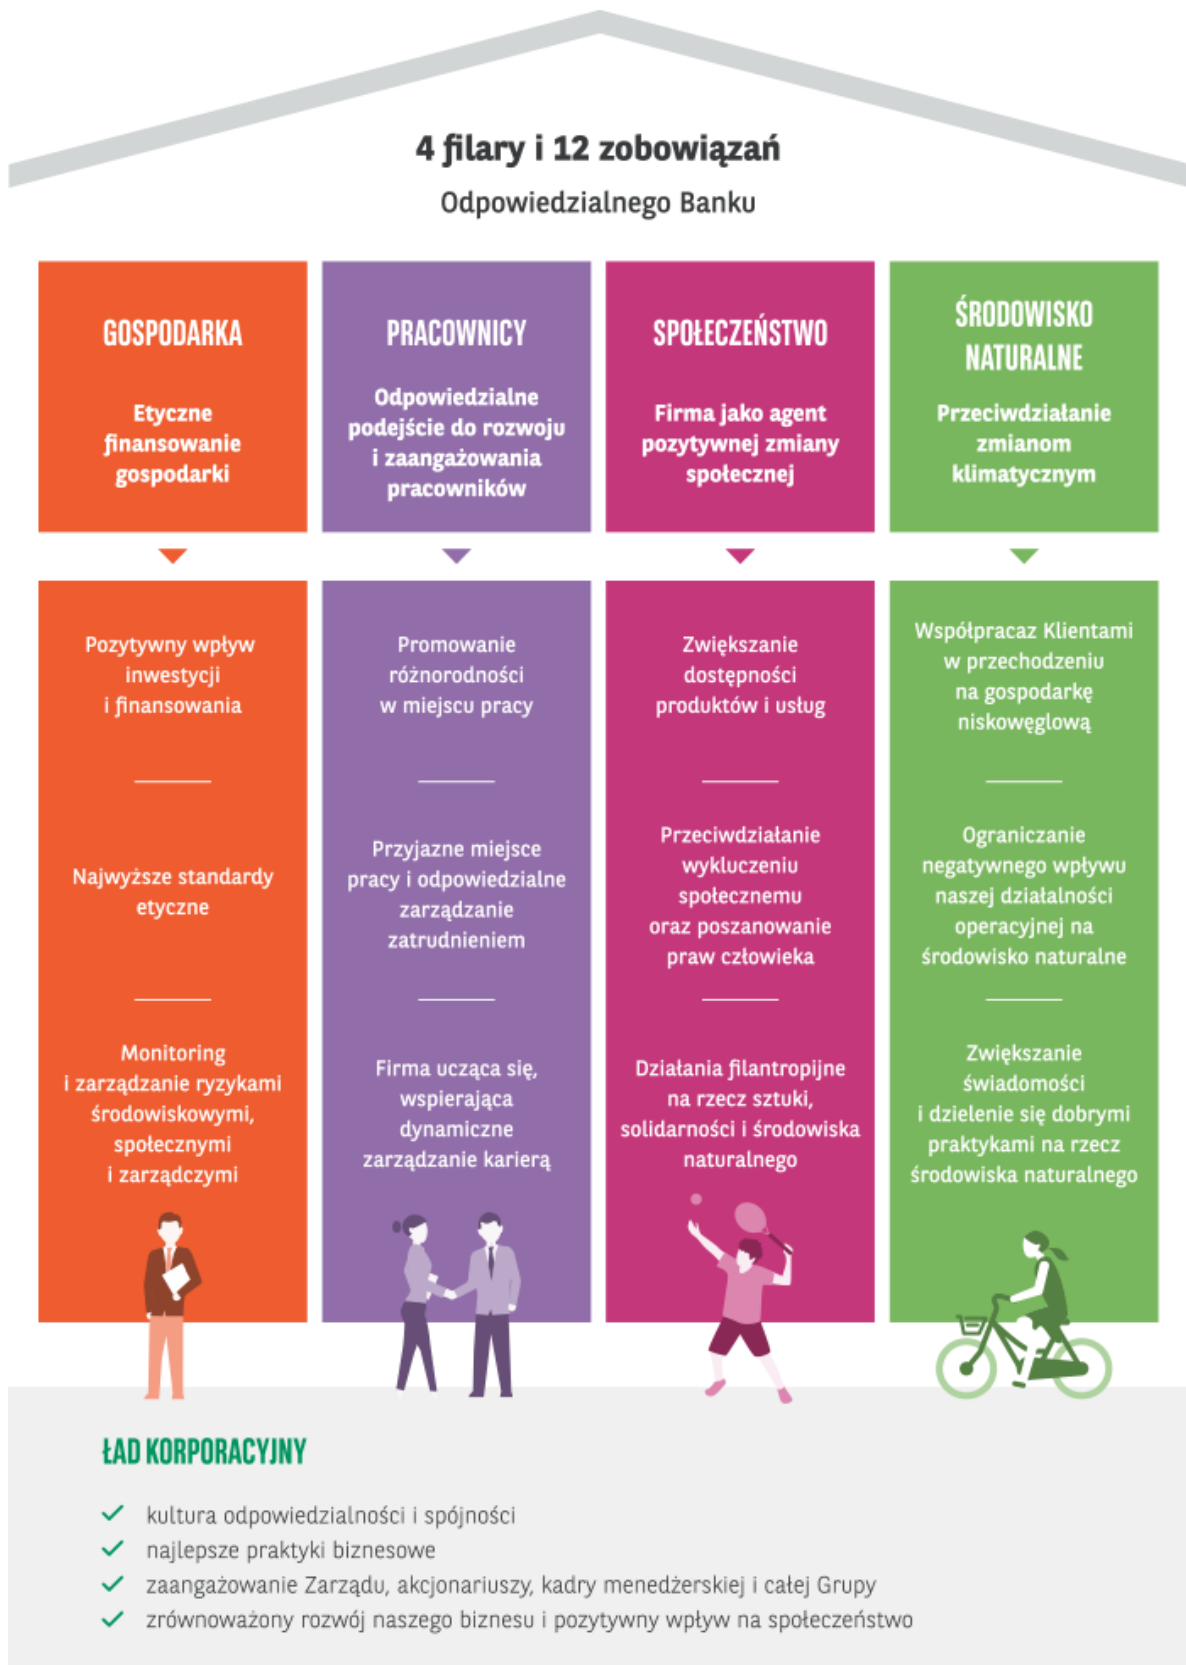 4 filary i 12 zobowiązań
Odpowiedzialnego Banku
GOSPODARKA
Etyczne
finansowanie
gospodarki
Pozytywny wpływ
inwestycji
i finansowania
Najwyższe standardy
etyczne
Monitoring
i zarządzanie ryzykami
środowiskowymi,
społecznymi
i zarządczymi
PRACOWNICY
Odpowiedzialne
podejście do rozwoju
i zaangażowania
pracowników
Promowanie
różnorodności
w miejscu pracy
Przyjazne miejsce
pracy i odpowiedzialne
zarządzanie
zatrudnieniem
Firma ucząca się,
wspierająca
dynamiczne
zarządzanie karierą
SPOŁECZEŃSTWO
Firma jako agent
pozytywnej zmiany
społecznej
Zwiększanie
dostępności
produktów i usług
Przeciwdziałanie
wykluczeniu
społecznemu
oraz poszanowanie
praw człowieka
Działania filantropijne
na rzecz sztuki,
solidarności i środowiska
naturalnego
ŚRODOWISKO
NATURALNE
Przeciwdziałanie
zmianom
klimatycznym
Współpracaz Klientami
w przechodzeniu
na gospodarkę
niskowęglową
Ograniczanie
negatywnego wpływu
naszej działalności
operacyjnej na
środowisko naturalne
Zwiększanie
świadomości
i dzielenie się dobrymi
praktykami na rzecz
środowiska naturalnego
ŁAD KORPORACYJNY
kultura odpowiedzialności i spójności
najlepsze praktyki biznesowe
zaangażowanie Zarządu, akcjonariuszy, kadry menedżerskiej i całej Grupy
zrównoważony rozwój naszego biznesu i pozytywny wpływ na społeczeństwo